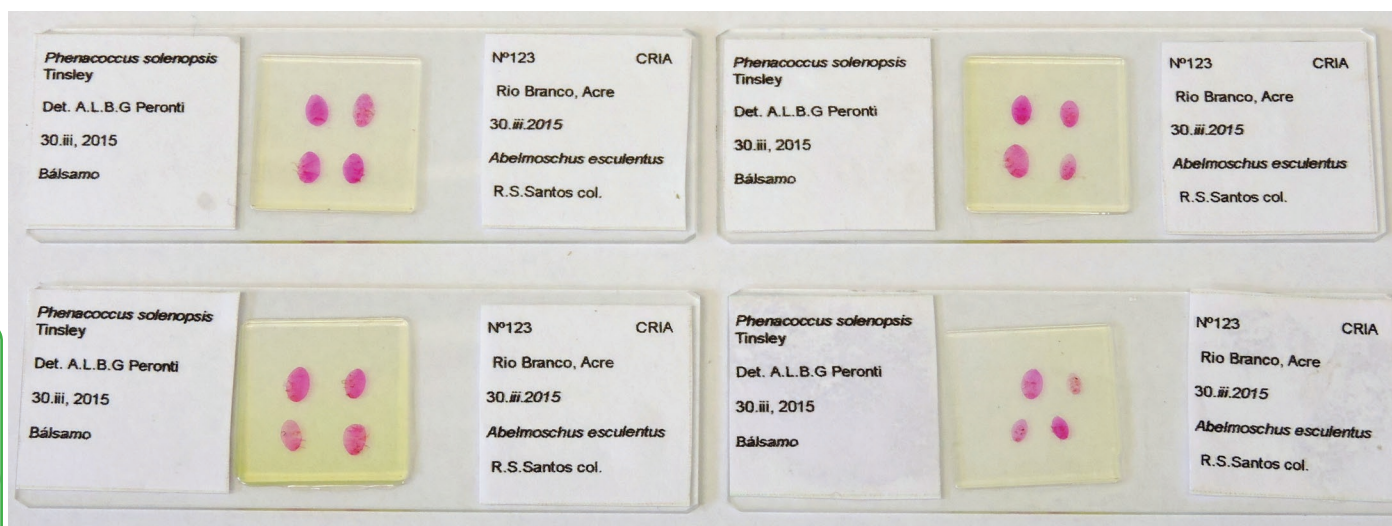 Phenacoccus solenopsis
Tinsley
Det. A.L.B.G Peronti
30.iii, 2015
Bálsamo
Nº123 CRIA
Rio Branco, Acre
30.iii.2015
Abelmoschus esculentus
R.S.Santos col.
Phenacoccus solenopsis
Tinsley
Det. A.L.B.G Peronti
30.iii, 2015
Bálsamo
Nº123 CRIA
Rio Branco, Acre
30.iii.2015
Abelmoschus esculentus
R.S.Santos col.
Phenacoccus solenopsis
Tinsley
Det. A.L.B.G Peronti
30.iii, 2015
Bálsamo
Nº123 CRIA
Rio Branco, Acre
30.iii.2015
Abelmoschus esculentus
R.S.Santos col.
Phenacoccus solenopsis
Tinsley
Det. A.L.B.G Peronti
30.iii, 2015
Bálsamo
Nº123 CRIA
Rio Branco, Acre
30.iii.2015
Abelmoschus esculentus
R.S.Santos col.